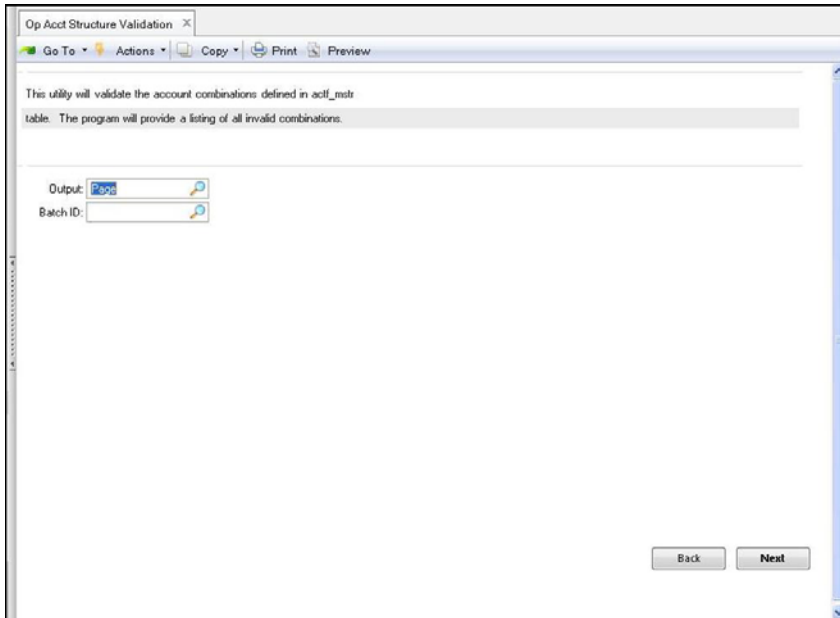 Op Acct Structure Validation
Go To Actions Copy Print Preview
This utility will validate the account combinations defined in actf_mstr
table. The program will provide a listing of all invalid combinations.
Output: Page
Batch ID:
Back Next